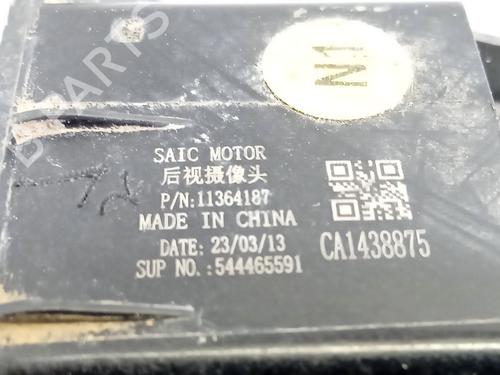 B-PARTS
N1
SAIC MOTOR
后视摄像头
P/N:11364187
MADE IN CHINA
DATE: 23/03/13
SUP NO.:544465591
CA1438875